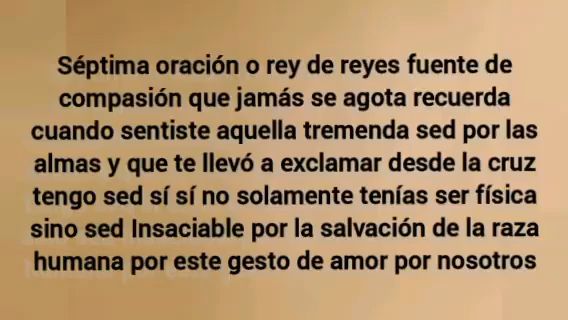 Séptima oración o rey de reyes fuente de
compasión que jamás se agota recuerda
cuando sentiste aquella tremenda sed por las
almas y que te llevó a exclamar desde la cruz
tengo sed sí sí no solamente tenías ser física
sino sed Insaciable por la salvación de la raza
humana por este gesto de amor por nosotros